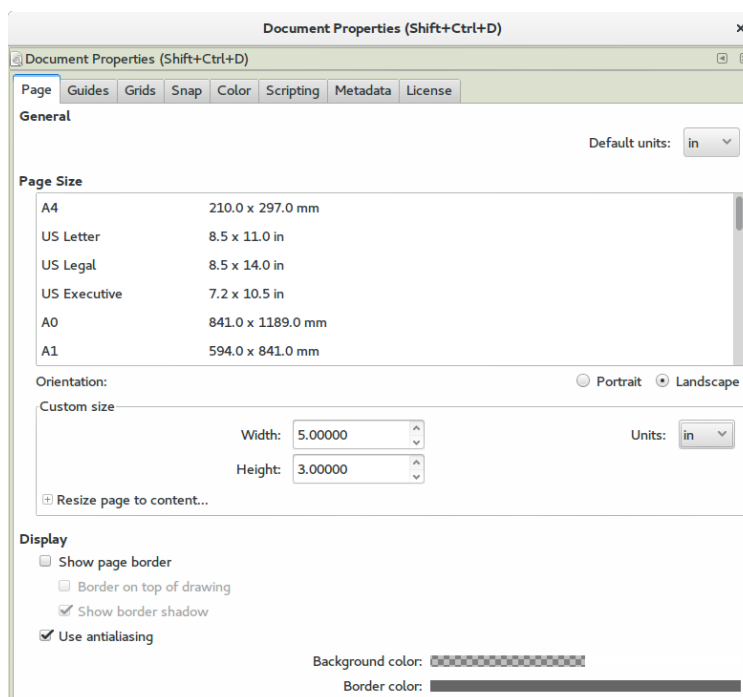 Document Properties (Shift+Ctrl+D)
Document Properties (Shift+Ctrl+D)
Page Guides Grids Snap Color Scripting Metadata License
General
Default units: in
Page Size
A4 210.0 x 297.0 mm
US Letter 8.5 x 11.0 in
US Legal 8.5 x 14.0 in
US Executive 7.2 x 10.5 in
A0 841.0 x 1189.0 mm
A1 594.0 x 841.0 mm
Orientation: Portrait Landscape
Custom size
Width: 5.00000 Units: in
Height: 3.00000
Resize page to content...
Display
Show page border
Border on top of drawing
Show border shadow
Use antialiasing
Background color:
Border color: